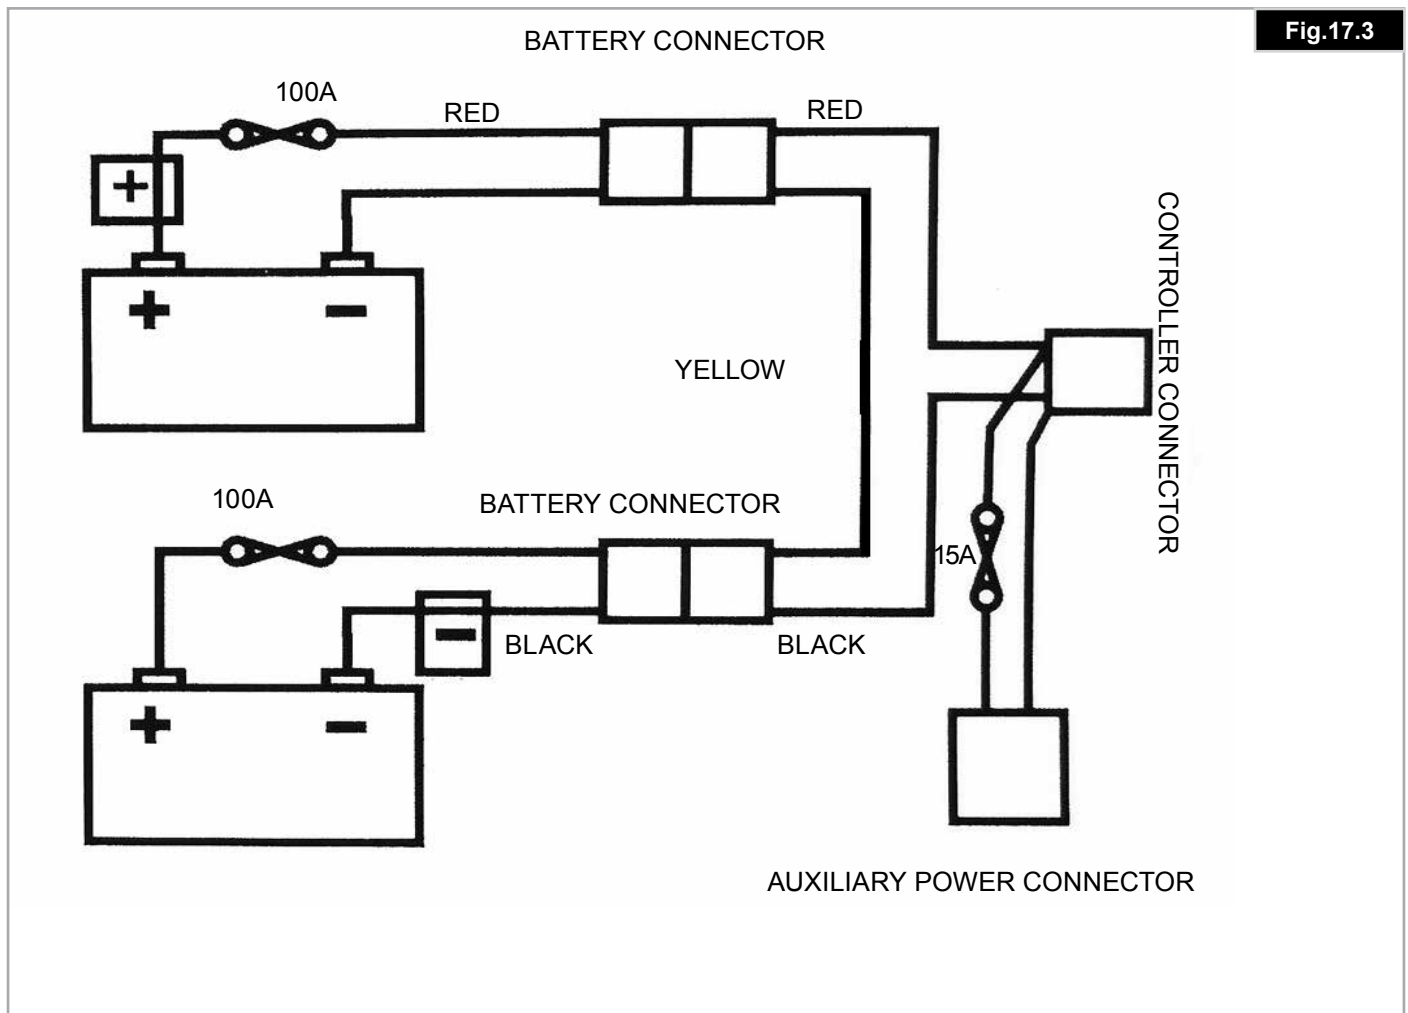 Fig.17.3
BATTERY CONNECTOR
100A
RED
RED
+
+
−
CONTROLLER CONNECTOR
YELLOW
100A
BATTERY CONNECTOR
15A
−
BLACK
BLACK
+
−
AUXILIARY POWER CONNECTOR